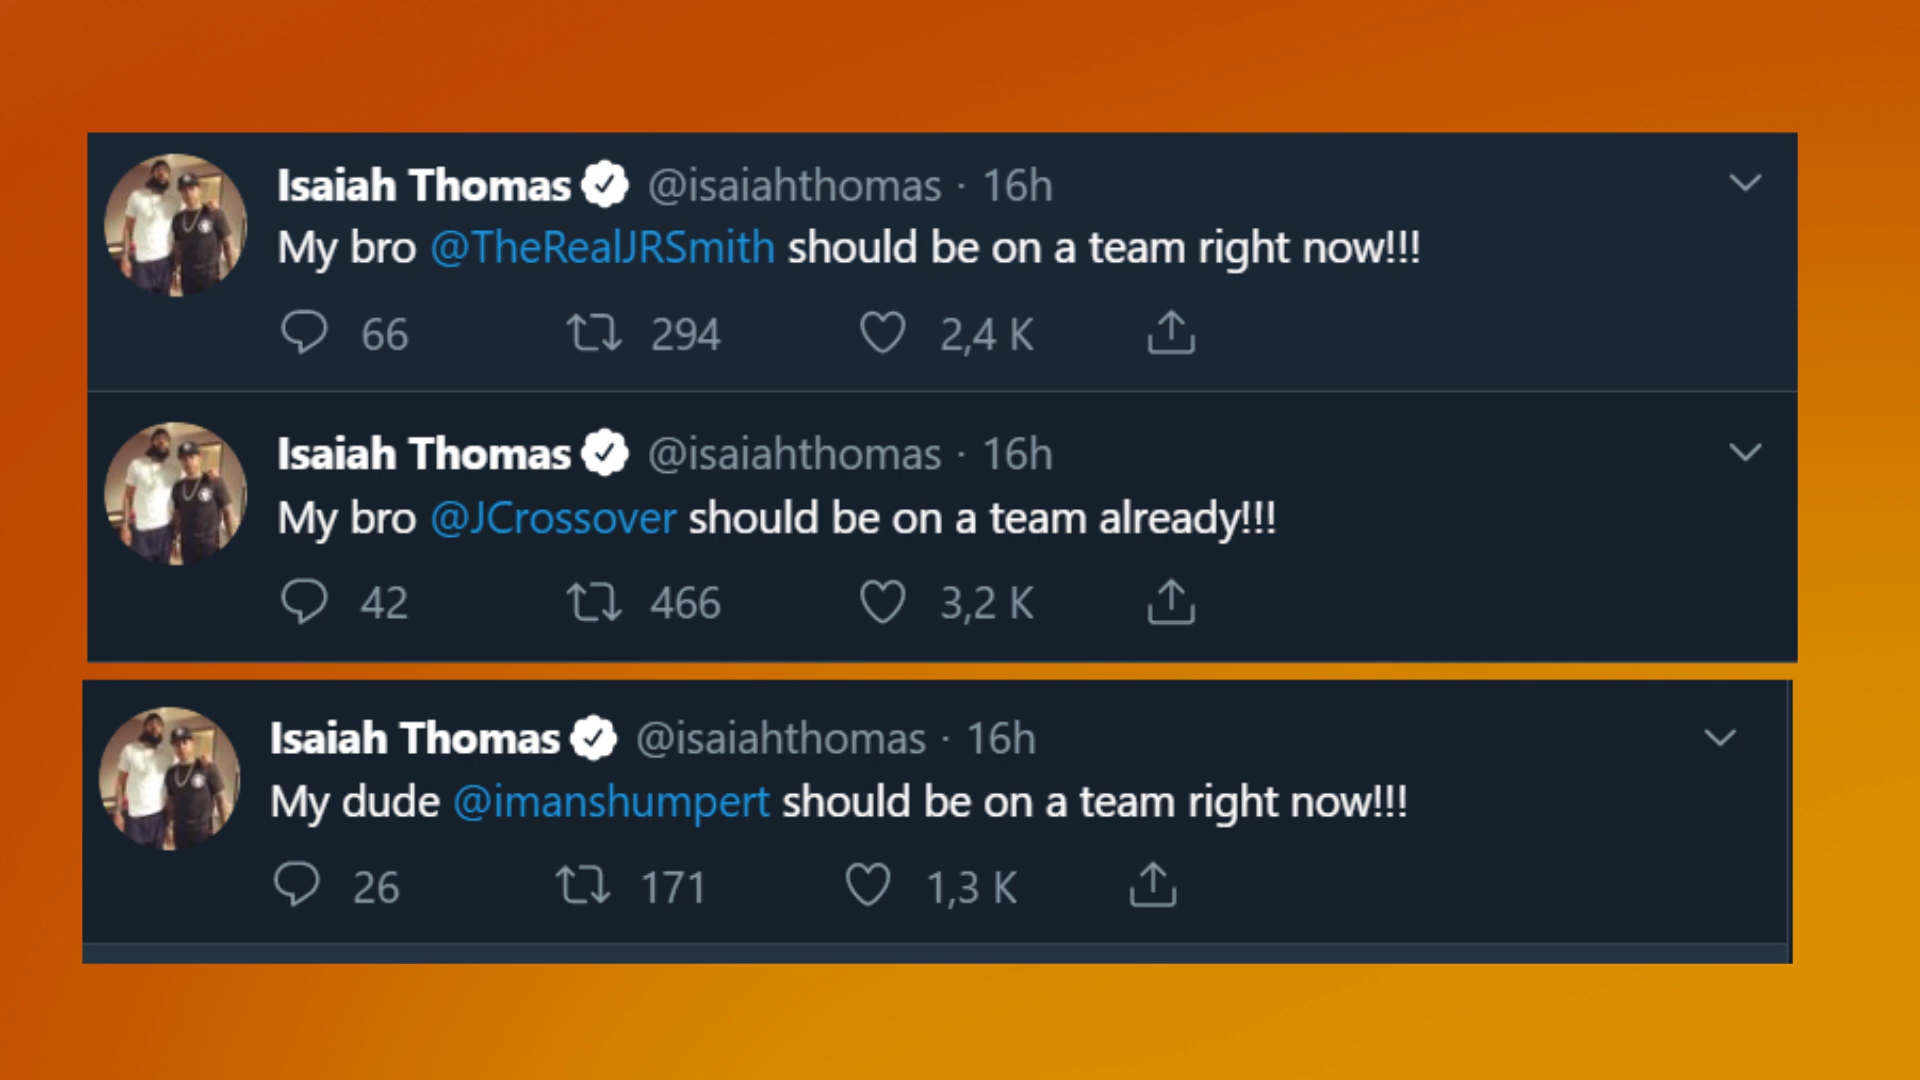 Isaiah Thomas @isaiahthomas · 16h
My bro @TheRealJRSmith should be on a team right now!!!
66 294 2,4 K
Isaiah Thomas @isaiahthomas · 16h
My bro @JCrossover should be on a team already!!!
42 466 3,2 K
Isaiah Thomas @isaiahthomas · 16h
My dude @imanshumpert should be on a team right now!!!
26 171 1,3 K